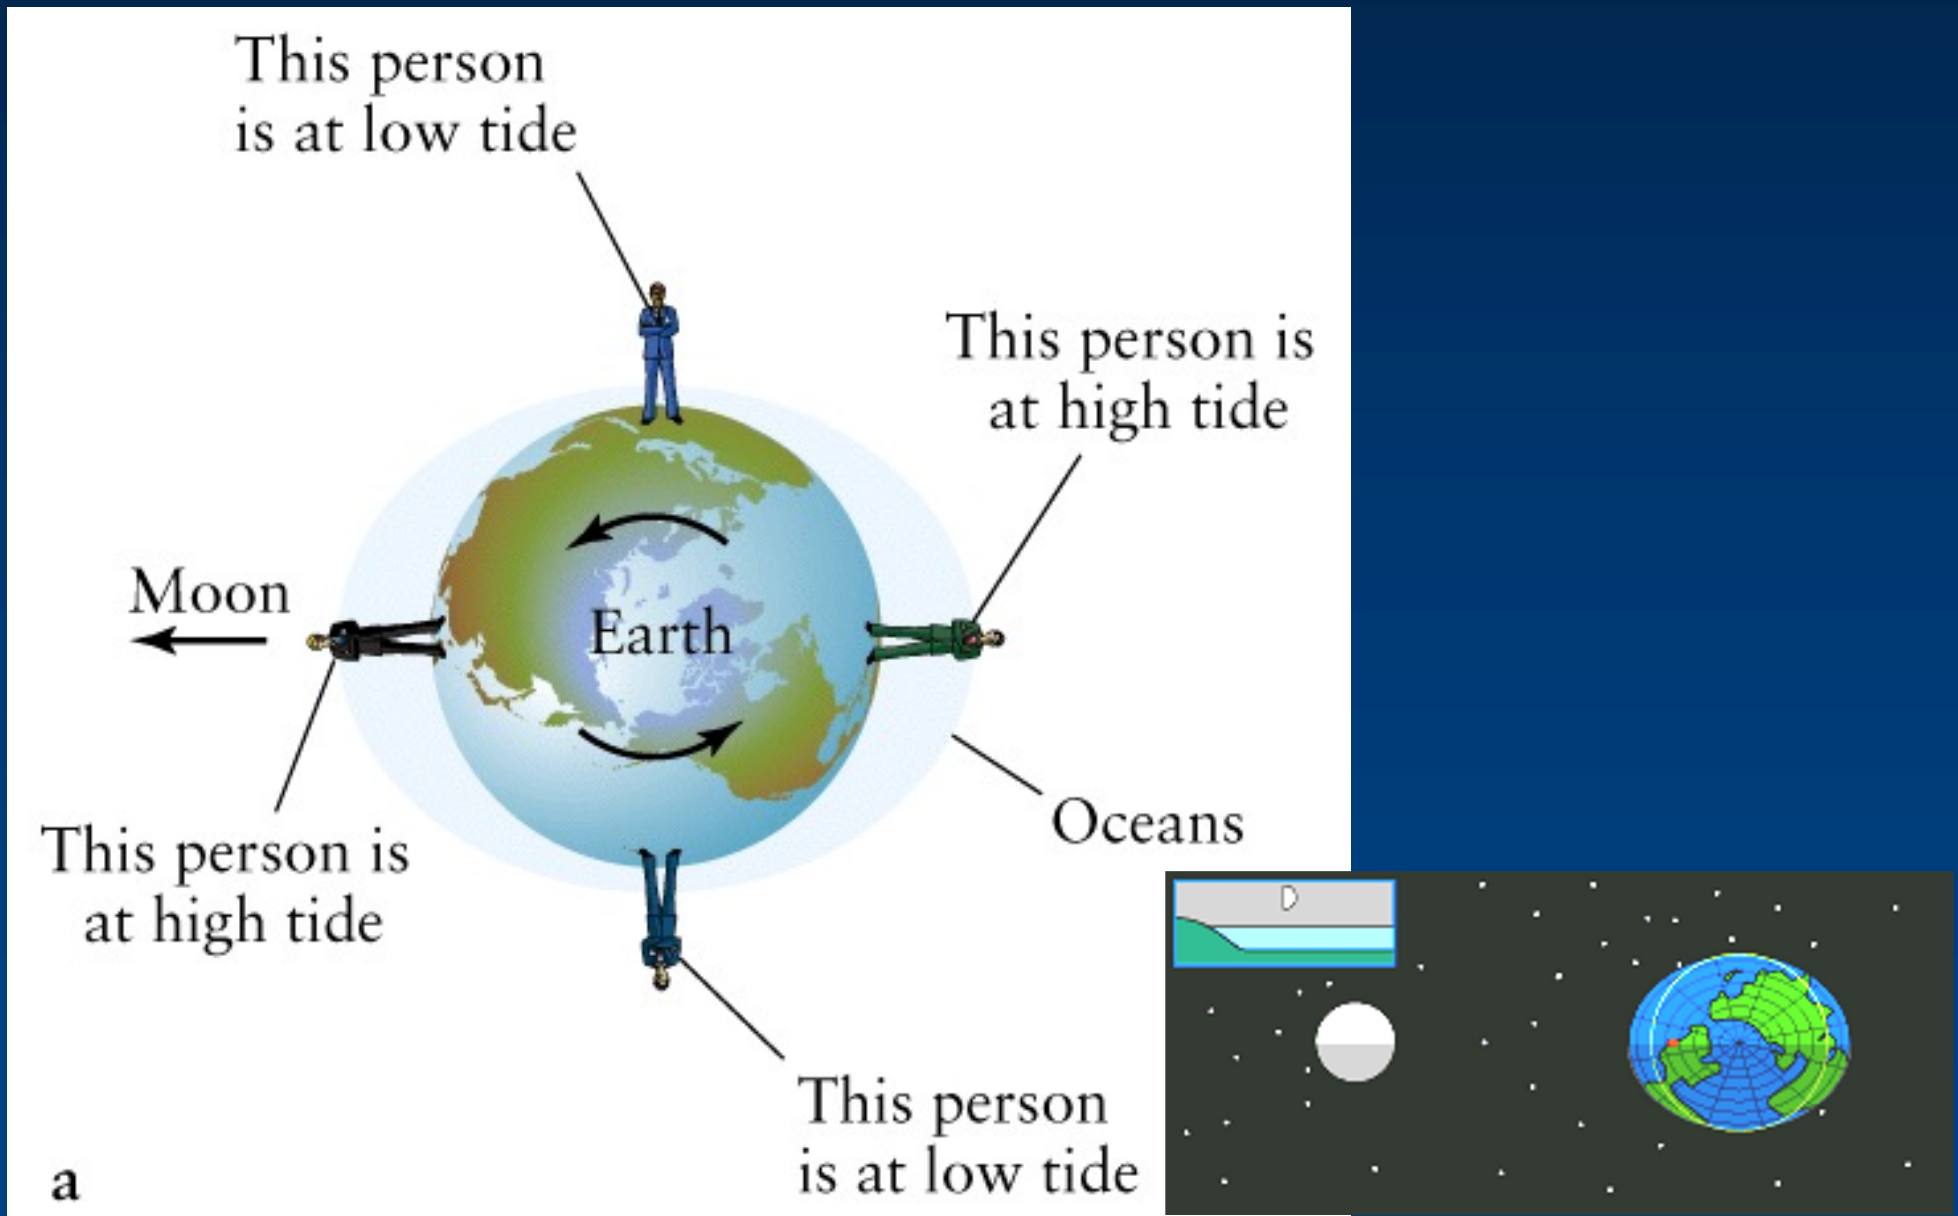 This person
is at low tide
This person is
at high tide
Moon
Earth
Oceans
This person is
at high tide
This person
is at low tide
a